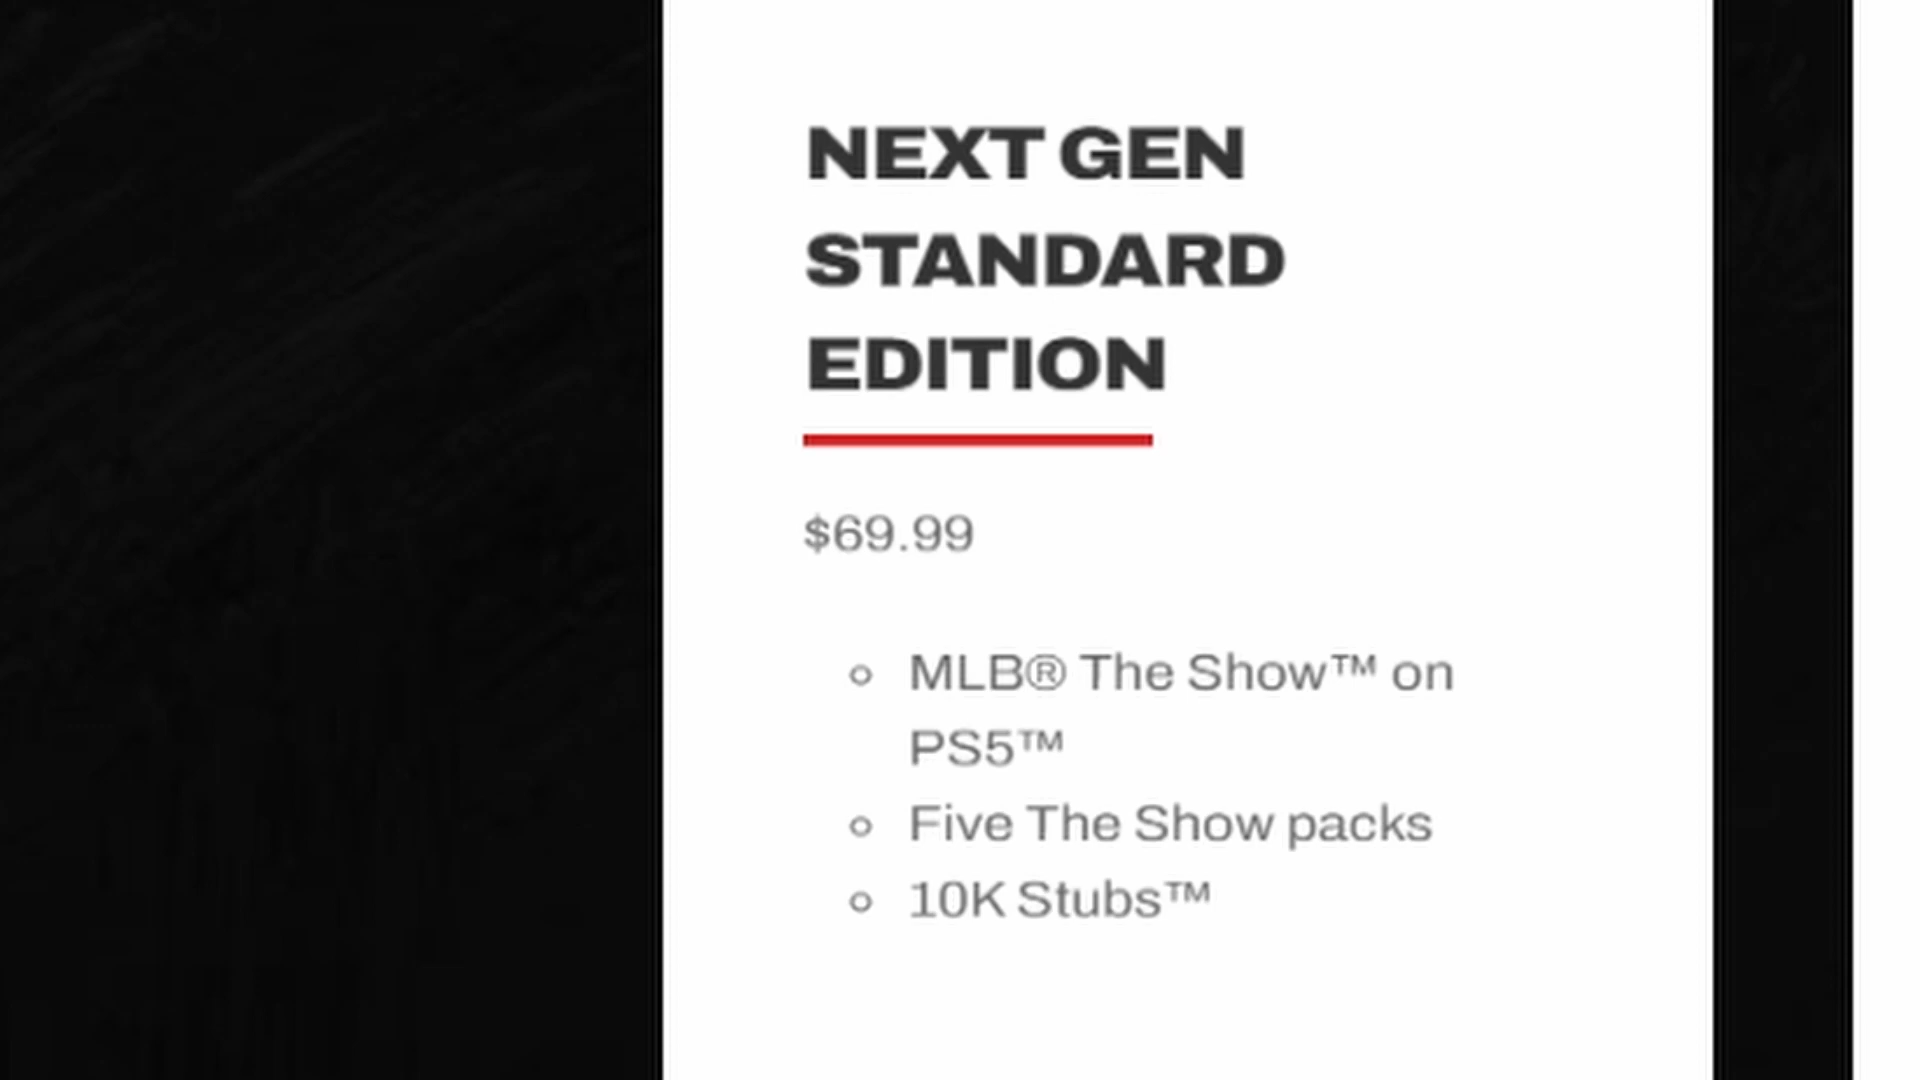 NEXT GEN
STANDARD
EDITION
$69.99
MLB® The Show™ on
PS5™
Five The Show packs
10K Stubs™